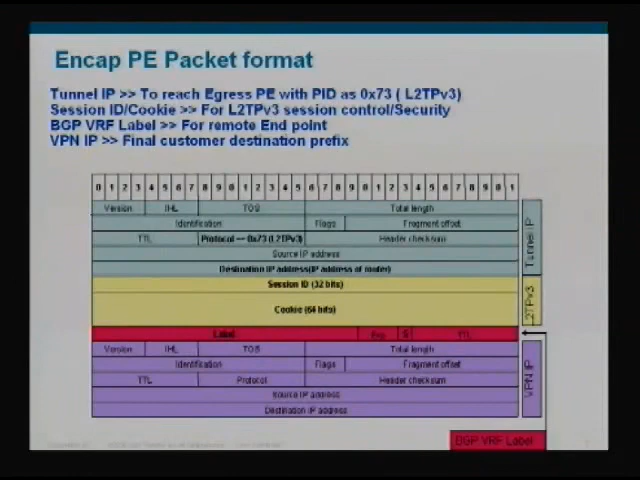 Encap PE Packet format
Tunnel IP >> To reach Egress PE with PID as 0x73 ( L2TPv3)
Session ID/Cookie >> For L2TPv3 session control/Security
BGP VRF Label >> For remote End point
VPN IP >> Final customer destination prefix
0 1 2 3 4 5 6 7 8 9 0 1 2 3 4 5 6 7 8 9 0 1 2 3 4 5 6 7 8 9 0 1
Version IHL TOS Total length
Identification Flags Fragment offset
TTL Protocol -- 0x73 (L2TPv3) Header checksum
Source IP address
Destination IP address(IP address of router)
Tunnel IP
Session ID (32 bits)
Cookie (64 bits)
L2TPv3
Label Exp S TTL
Version IHL TOS Total length
Identification Flags Fragment offset
TTL Protocol Header checksum
Source IP address
Destination IP address
VPN IP
BGP VRF Label